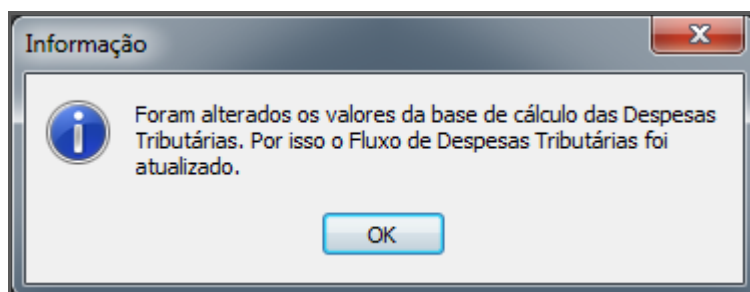 Informação
Foram alterados os valores da base de cálculo das Despesas
Tributárias. Por isso o Fluxo de Despesas Tributárias foi
atualizado.
OK